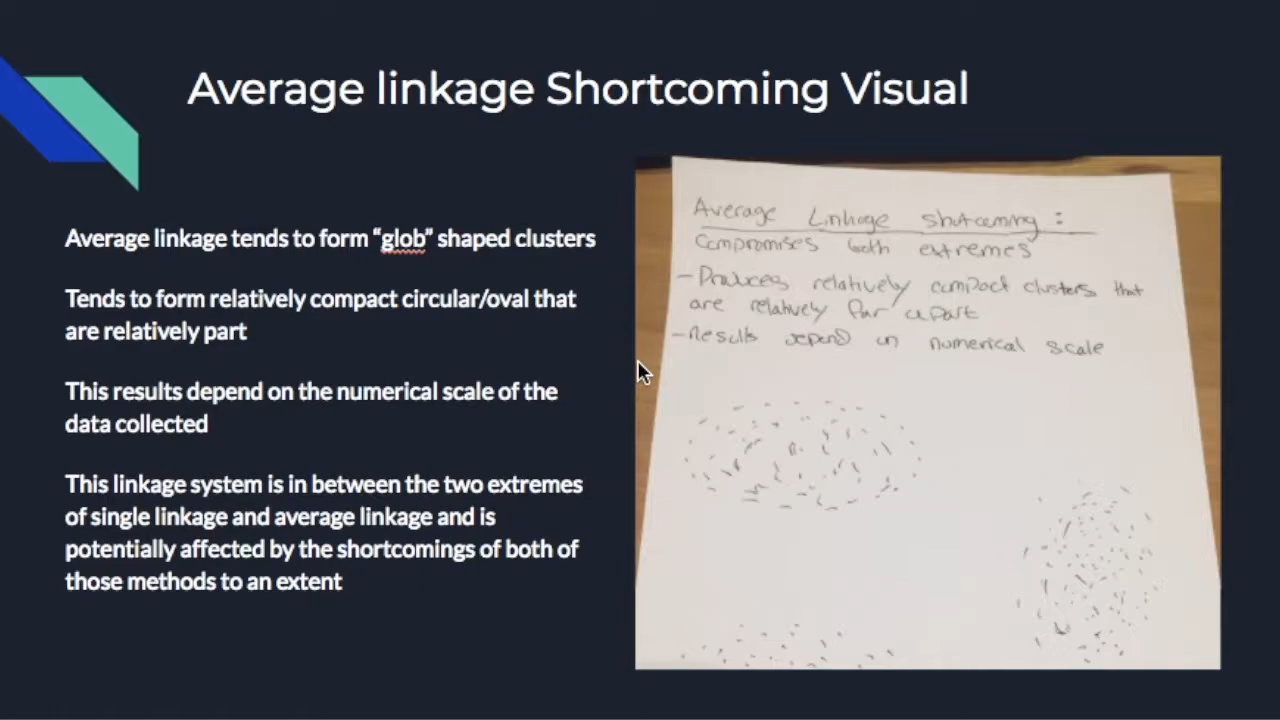 Average linkage Shortcoming Visual
Average linkage tends to form “glob” shaped clusters
Tends to form relatively compact circular/oval that
are relatively part
This results depend on the numerical scale of the
data collected
This linkage system is in between the two extremes
of single linkage and average linkage and is
potentially affected by the shortcomings of both of
those methods to an extent
Average Linkage shortcoming :
Compromises both extremes
- Produces relatively compact clusters that
are relatively far apart
- Results depend on numerical scale